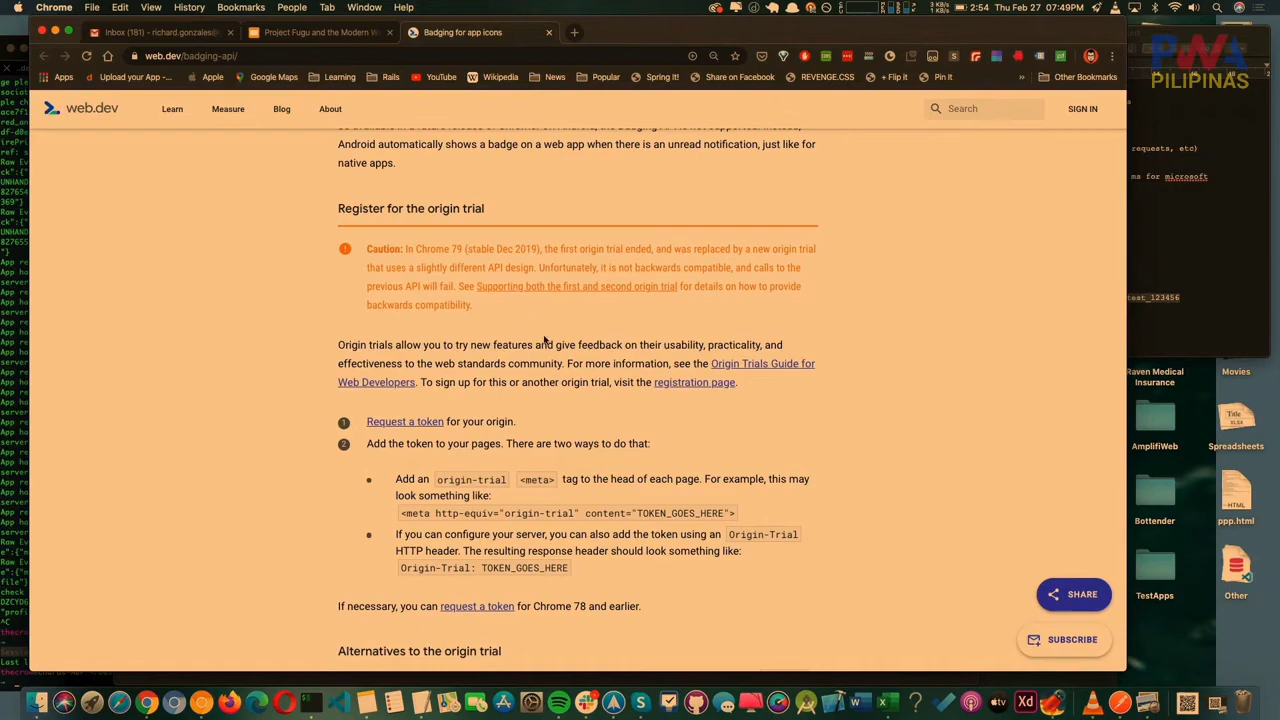 Chrome File Edit View History Bookmarks People Tab Window Help
2:54 Thu Feb 27 07:49PM
Inbox (181) - richard.gonzales@
Project Fugu and the Modern W
Badging for app icons
web.dev/badging-api/
Apps
Upload your App -...
Apple
Google Maps
Learning
Rails
YouTube
Wikipedia
News
Popular
Spring It!
Share on Facebook
REVENGE.CSS
+ Flip it
Pin It
»
Other Bookmarks
PWA
PILIPINAS
web.dev
Learn
Measure
Blog
About
Search
SIGN IN
Android automatically shows a badge on a web app when there is an unread notification, just like for
native apps.
Register for the origin trial
Caution: In Chrome 79 (stable Dec 2019), the first origin trial ended, and was replaced by a new origin trial
that uses a slightly different API design. Unfortunately, it is not backwards compatible, and calls to the
previous API will fail. See Supporting both the first and second origin trial for details on how to provide
backwards compatibility.
Origin trials allow you to try new features and give feedback on their usability, practicality, and
effectiveness to the web standards community. For more information, see the Origin Trials Guide for
Web Developers. To sign up for this or another origin trial, visit the registration page.
1 Request a token for your origin.
2 Add the token to your pages. There are two ways to do that:
Add an origin-trial <meta> tag to the head of each page. For example, this may
look something like:
<meta http-equiv="origin-trial" content="TOKEN_GOES_HERE">
If you can configure your server, you can also add the token using an Origin-Trial
HTTP header. The resulting response header should look something like:
Origin-Trial: TOKEN_GOES_HERE
If necessary, you can request a token for Chrome 78 and earlier.
Alternatives to the origin trial
SHARE
SUBSCRIBE
requests, etc)
ms for microsoft
test_123456
Raven Medical
Insurance
Movies
AmplifiWeb
Title
XLSX
Spreadsheets
Bottender
HTML
ppp.html
TestApps
Other